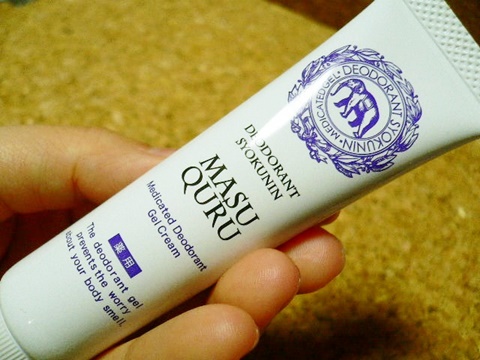 MEDICATED GEL • DEODORANT SYOKUNIN •
DEODORANT
SYOKUNIN
MASU
QURU
Medicated Deodorant
Gel Cream
薬用
The deodorant gel
prevents the worry
about your body smell.